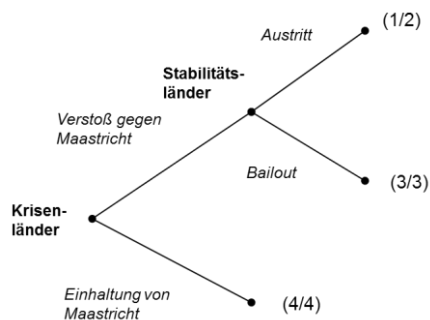 Austritt
(1/2)
Stabilitäts-
länder
Verstoß gegen
Maastricht
Bailout
(3/3)
Krisen-
länder
Einhaltung von
Maastricht
(4/4)